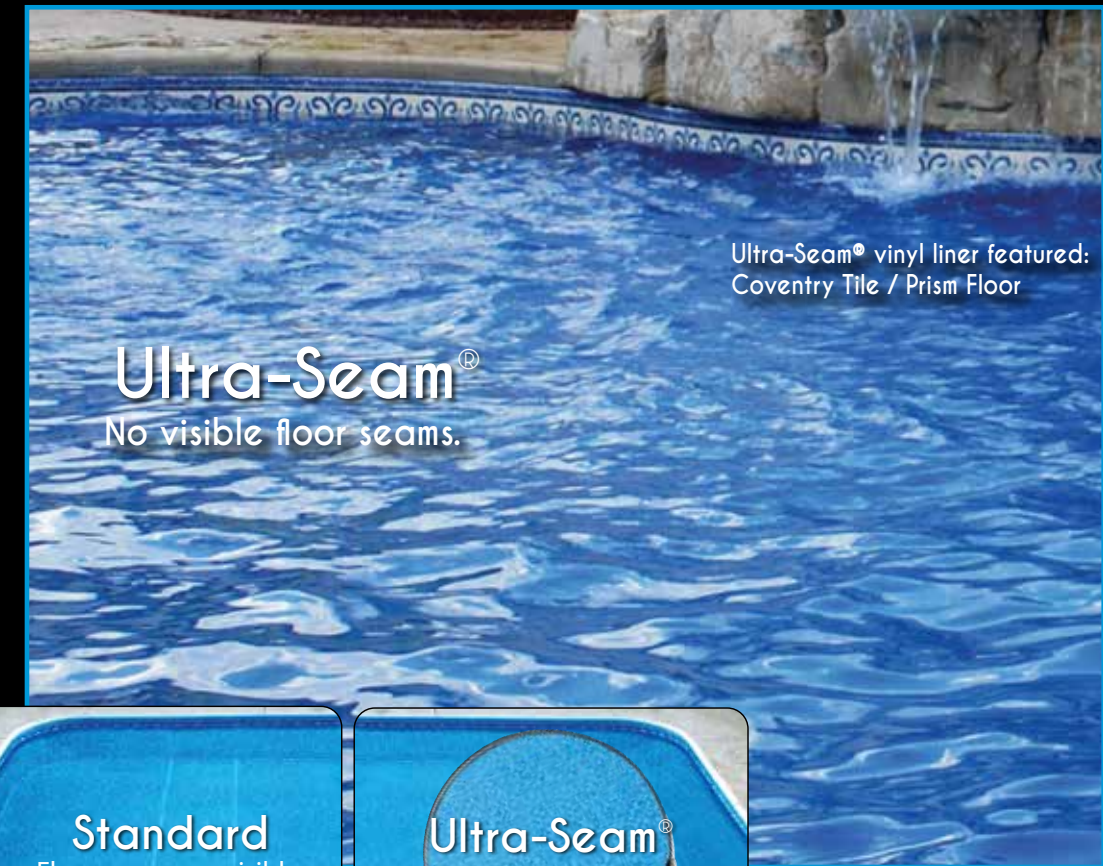 Ultra-Seam® vinyl liner featured:
Coventry Tile / Prism Floor
Ultra-Seam®
No visible floor seams.
Standard
Ultra-Seam®